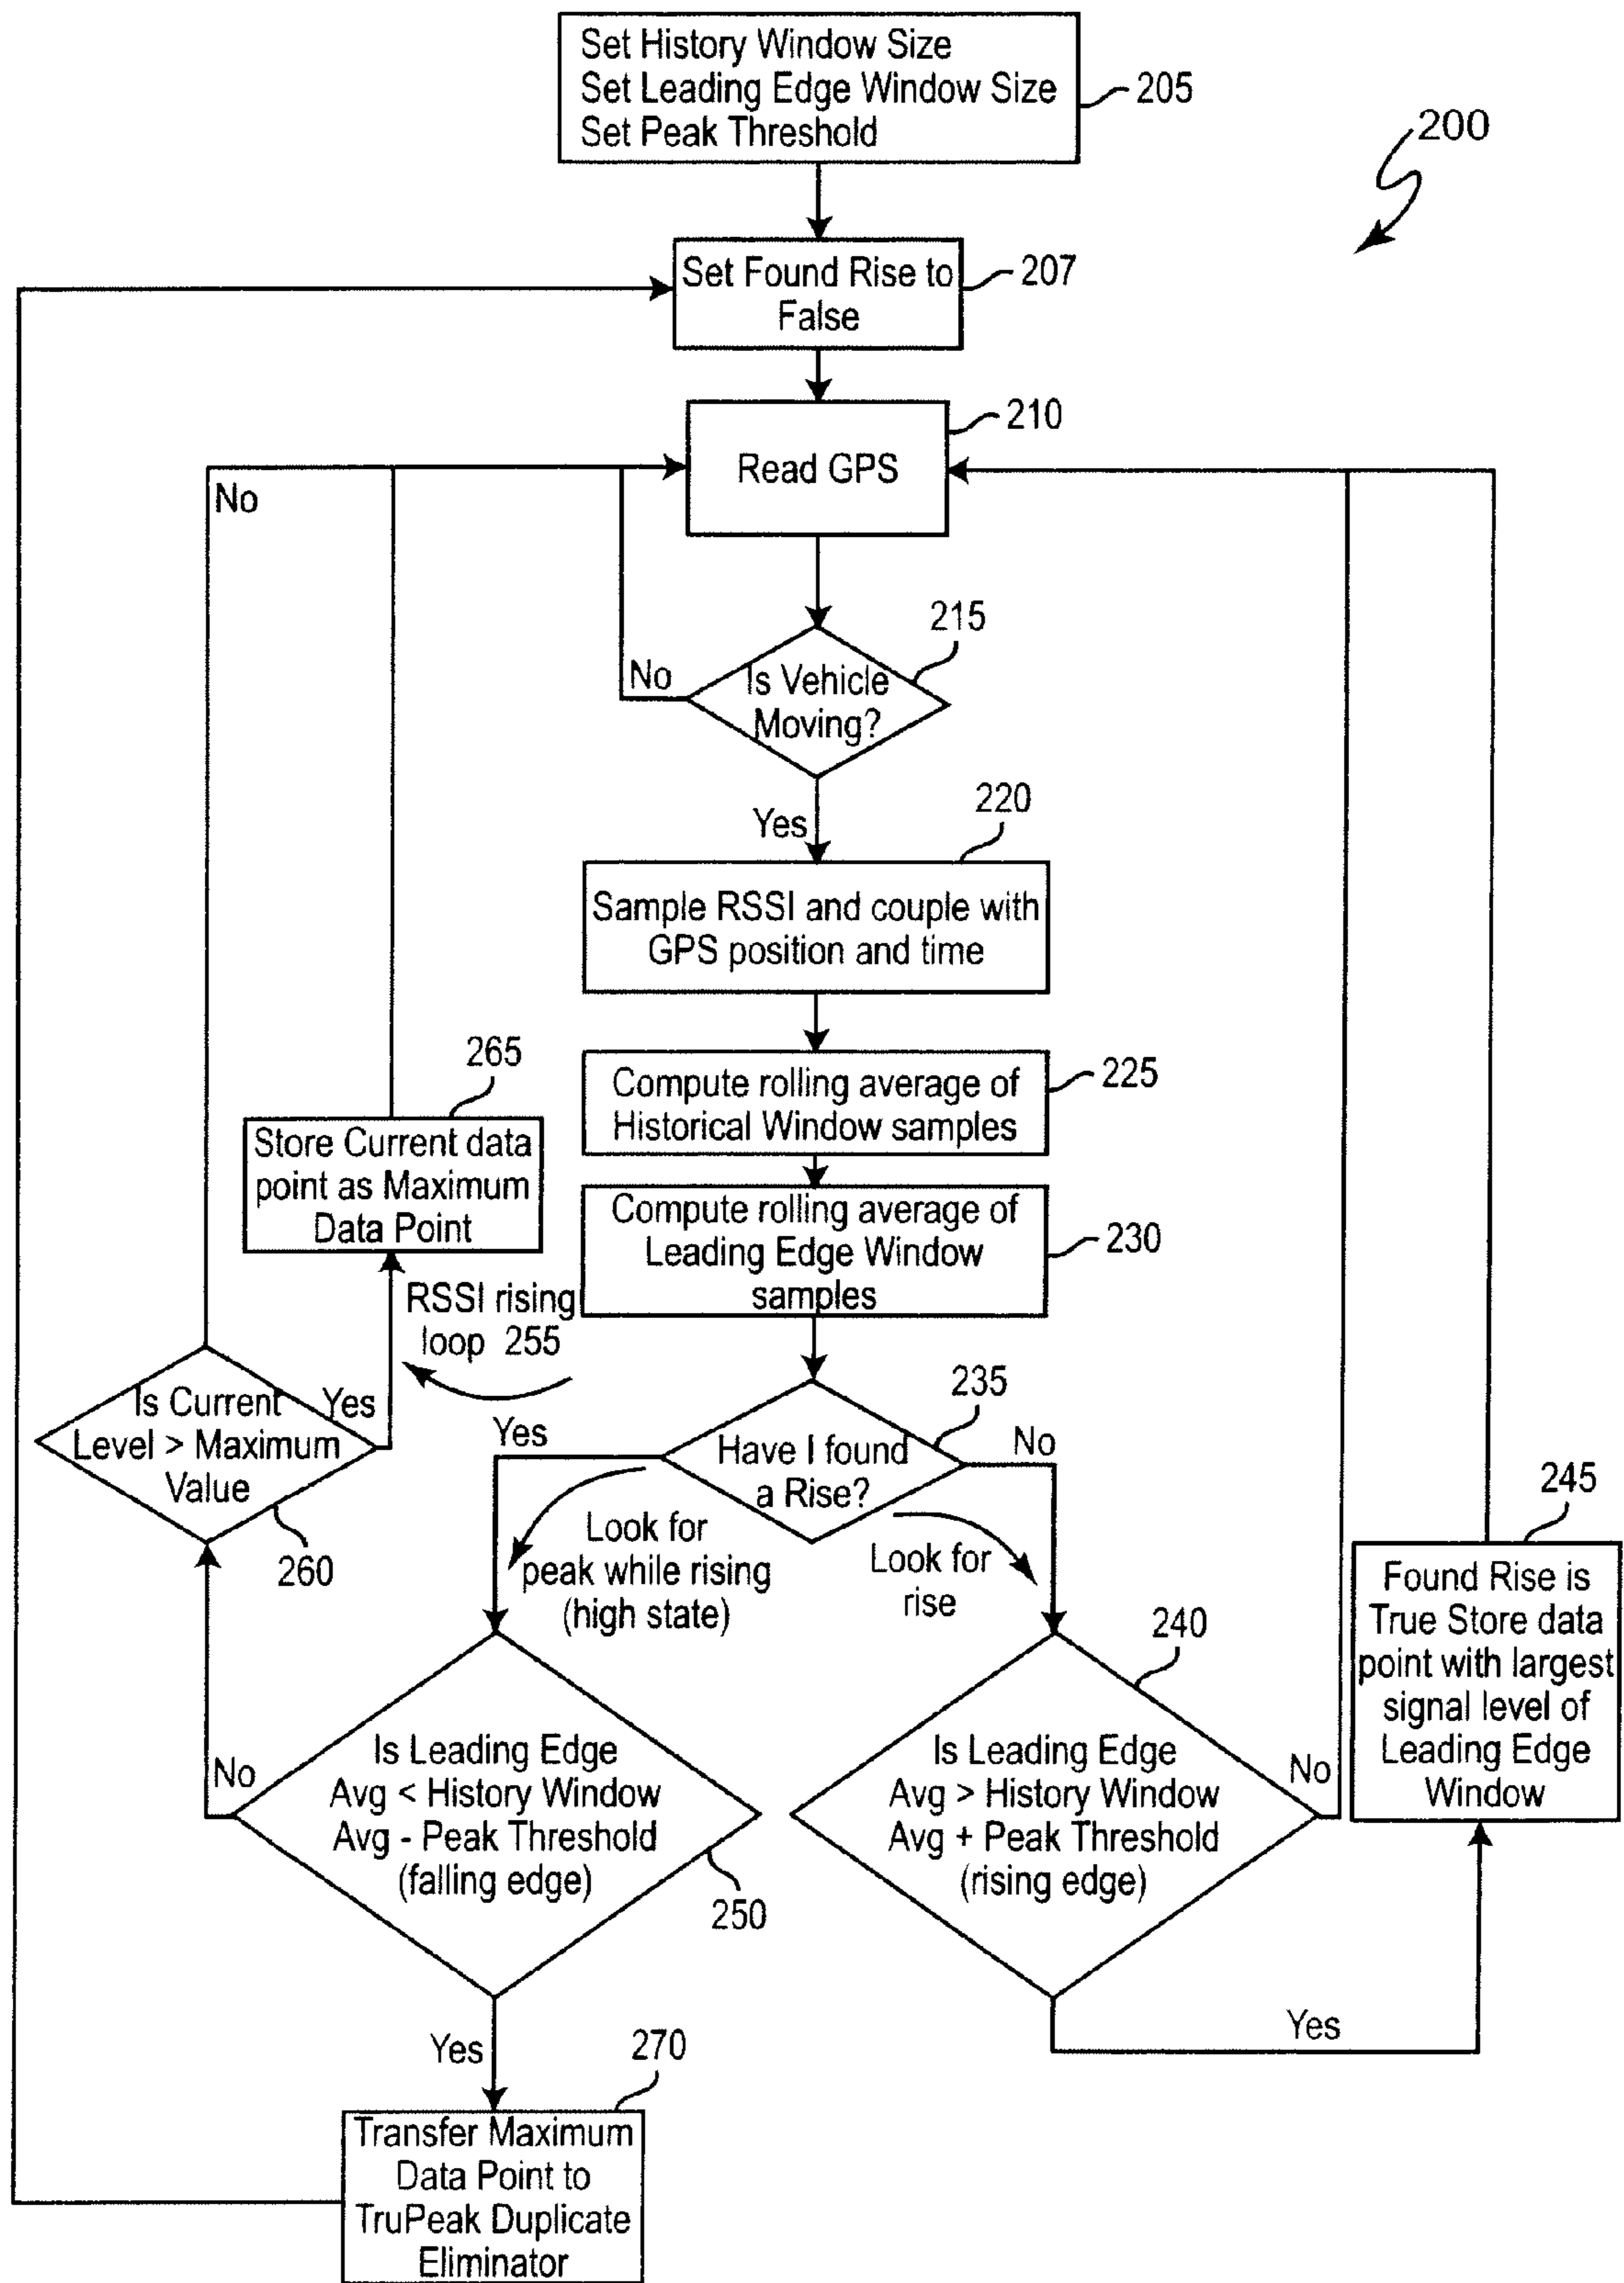 Set History Window Size
Set Leading Edge Window Size
Set Peak Threshold
205
200
Set Found Rise to
False
207
210
Read GPS
No
215
Is Vehicle
Moving?
No
Yes
220
Sample RSSI and couple with
GPS position and time
Compute rolling average of
Historical Window samples
225
Compute rolling average of
Leading Edge Window
samples
230
265
Store Current data
point as Maximum
Data Point
RSSI rising
loop 255
Is Current
Level > Maximum
Value
Yes
260
235
Have I found
a Rise?
Yes
No
Look for
peak while rising
(high state)
Look for
rise
240
245
Found Rise is
True Store data
point with largest
signal level of
Leading Edge
Window
Is Leading Edge
Avg < History Window
Avg - Peak Threshold
(falling edge)
No
250
Is Leading Edge
Avg > History Window
Avg + Peak Threshold
(rising edge)
No
Yes
Yes
270
Transfer Maximum
Data Point to
TruPeak Duplicate
Eliminator